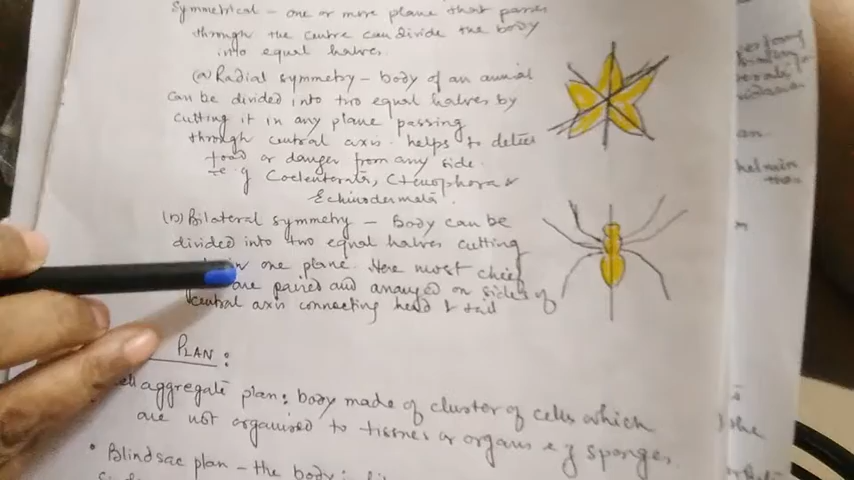 Symmetrical - one or more plane that passes
through the centre can divide the body
into equal halves.
(a) Radial symmetry - body of an animal
can be divided into two equal halves by
cutting it in any plane passing
through central axis. helps to detect
food or danger from any side.
e.g Coelenterate, Ctenophora &
Echinodermata.
(b) Bilateral symmetry - Body can be
divided into two equal halves cutting
in one plane. Here most chief
are paired and arranged on sides of
central axis connecting head & tail
PLAN:
cell aggregate plan: body made of cluster of cells which
are not organised to tissues or organs e.g sponges.
• Blindsac plan - the body